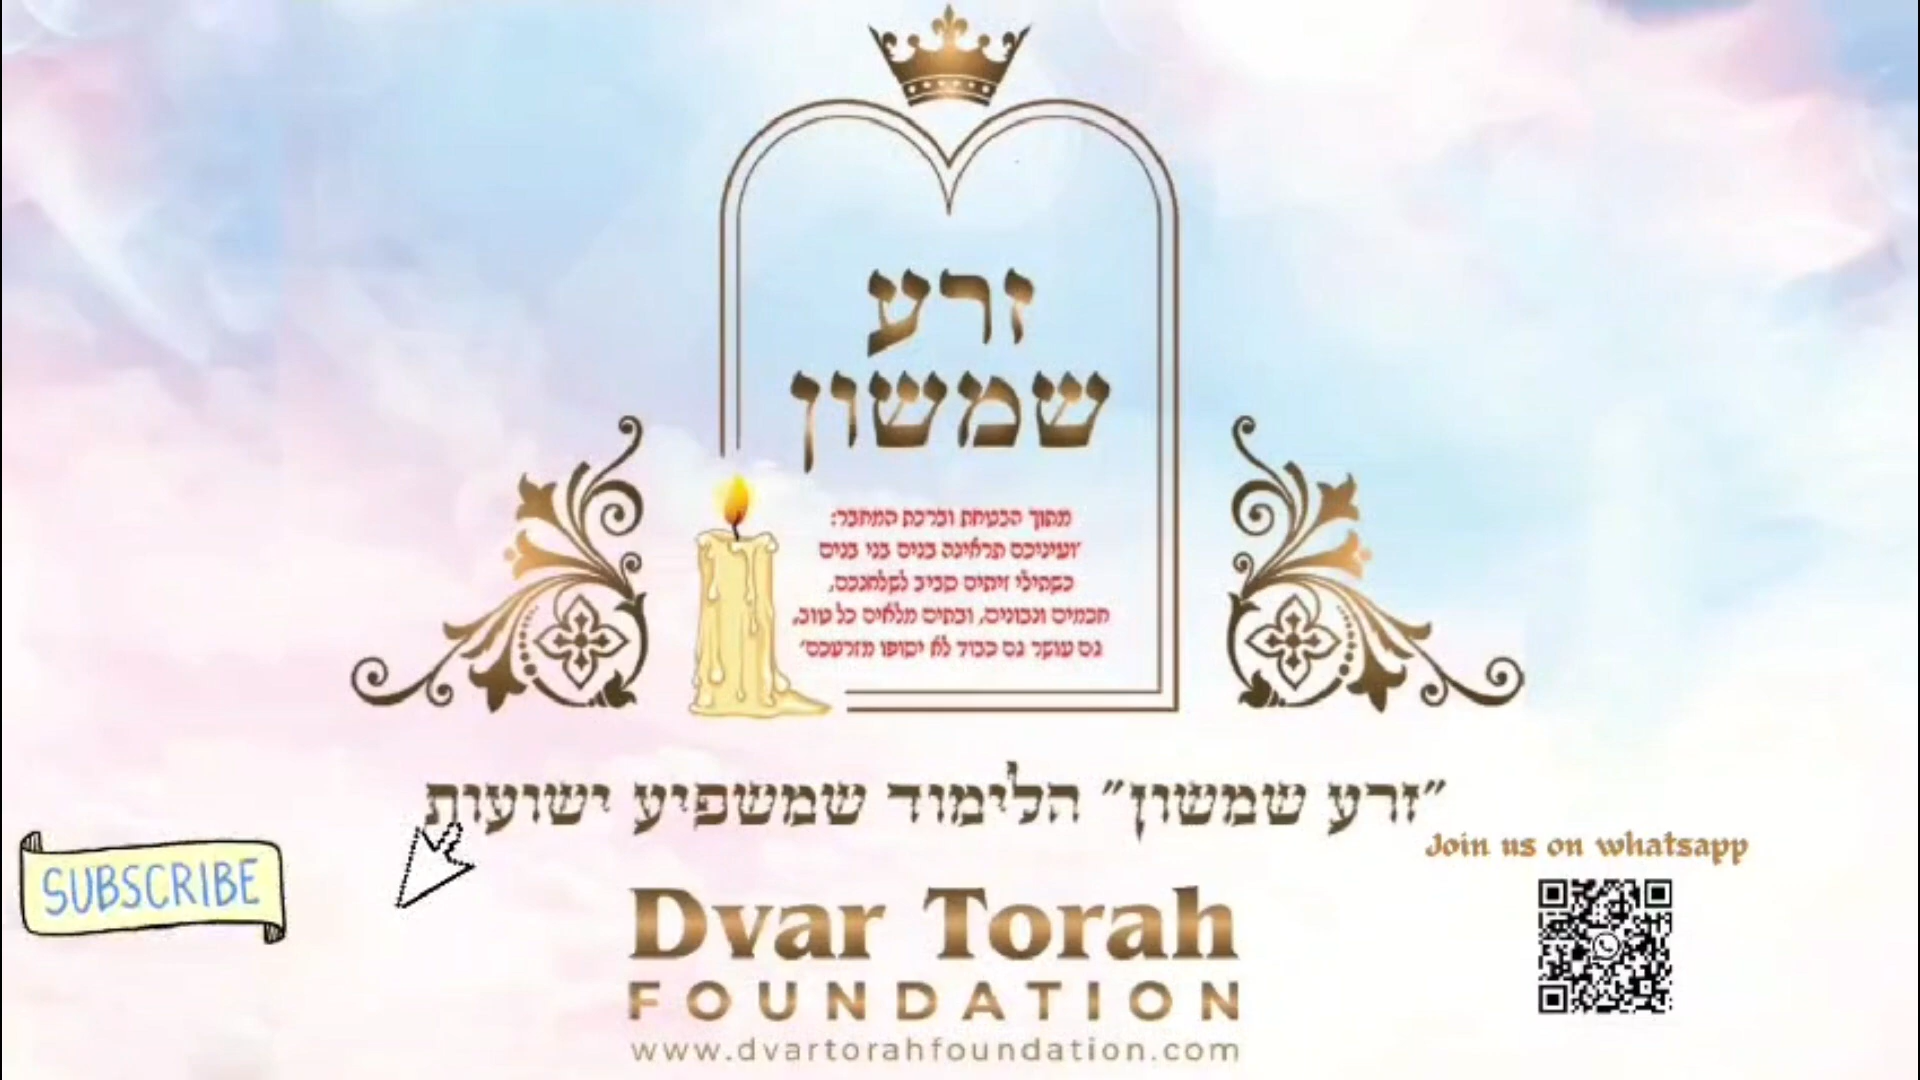 זרע
שמשון
מתוך הבטחת וברכת המחבר:
'ועיניכם תראינה בנים בני בנים
כשתילי זיתים סביב לשלחנכם,
חכמים ונבונים, ובתים מלאים כל טוב,
גם עושר גם כבוד לא יסופו מזרעכם'
"זרע שמשון" הלימוד שמשפיע ישועות
Join us on whatsapp
SUBSCRIBE
Dvar Torah
FOUNDATION
www.dvartorahfoundation.com